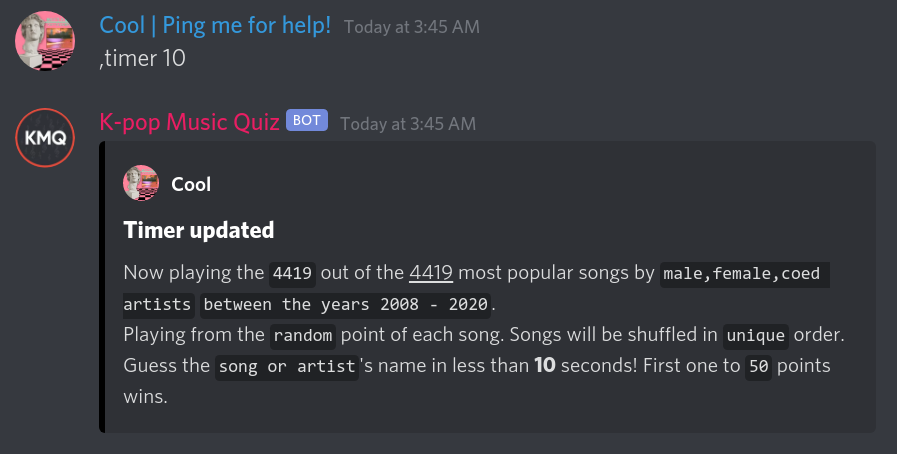 Cool | Ping me for help! Today at 3:45 AM
,timer 10
KMQ
K-pop Music Quiz BOT Today at 3:45 AM
Cool
Timer updated
Now playing the 4419 out of the 4419 most popular songs by male,female,coed
artists between the years 2008 - 2020.
Playing from the random point of each song. Songs will be shuffled in unique order.
Guess the song or artist's name in less than 10 seconds! First one to 50 points
wins.